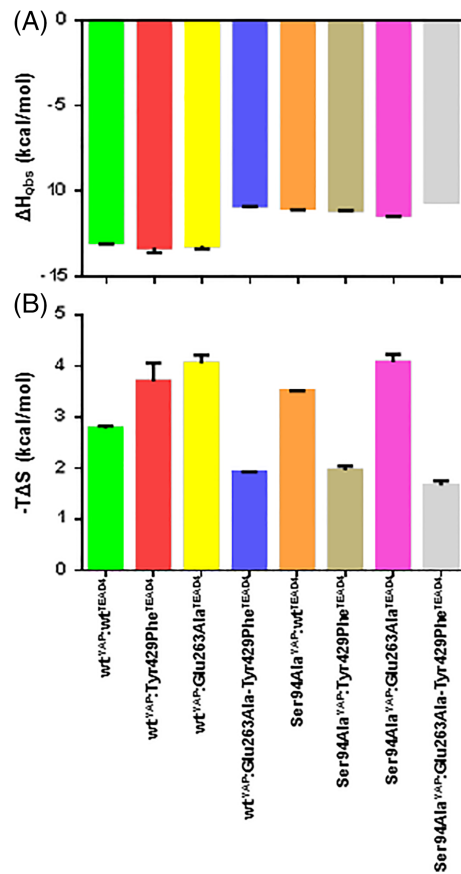 (A)
0
-5
10
-15
ΔHobs (kcal/mol)
(B)
5
4
3
2
1
0
-TΔS (kcal/mol)
wtYAP:wtTEAD4
wtYAP:Tyr429PheTEAD4
wtYAP:Glu263AlaTEAD4
wtYAP:Glu263Ala-Tyr429PheTEAD4
Ser94AlaYAP:wtTEAD4
Ser94AlaYAP:Tyr429PheTEAD4
Ser94AlaYAP:Glu263AlaTEAD4
Ser94AlaYAP:Glu263Ala-Tyr429PheTEAD4